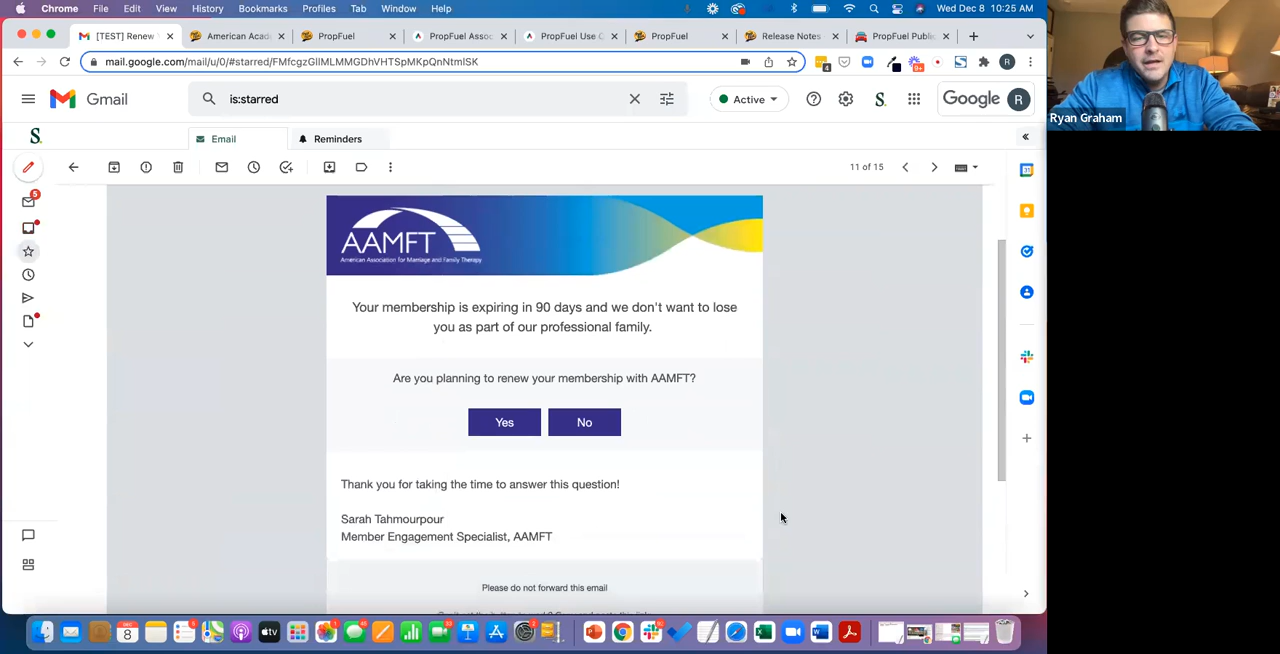 Chrome File Edit View History Bookmarks Profiles Tab Window Help
Wed Dec 8 10:25 AM
[TEST] Renew
American Acad
PropFuel
PropFuel Assoc
PropFuel Use C
PropFuel
Release Notes
PropFuel Public
mail.google.com/mail/u/0/#starred/
Gmail
is:starred
Active
Google
R
Email
Reminders
11 of 15
5
AAMFT
American Association for Marriage and Family Therapy
Your membership is expiring in 90 days and we don't want to lose
you as part of our professional family.
Are you planning to renew your membership with AAMFT?
Yes
No
Thank you for taking the time to answer this question!
Sarah Tahmourpour
Member Engagement Specialist, AAMFT
Please do not forward this email
Ryan Graham